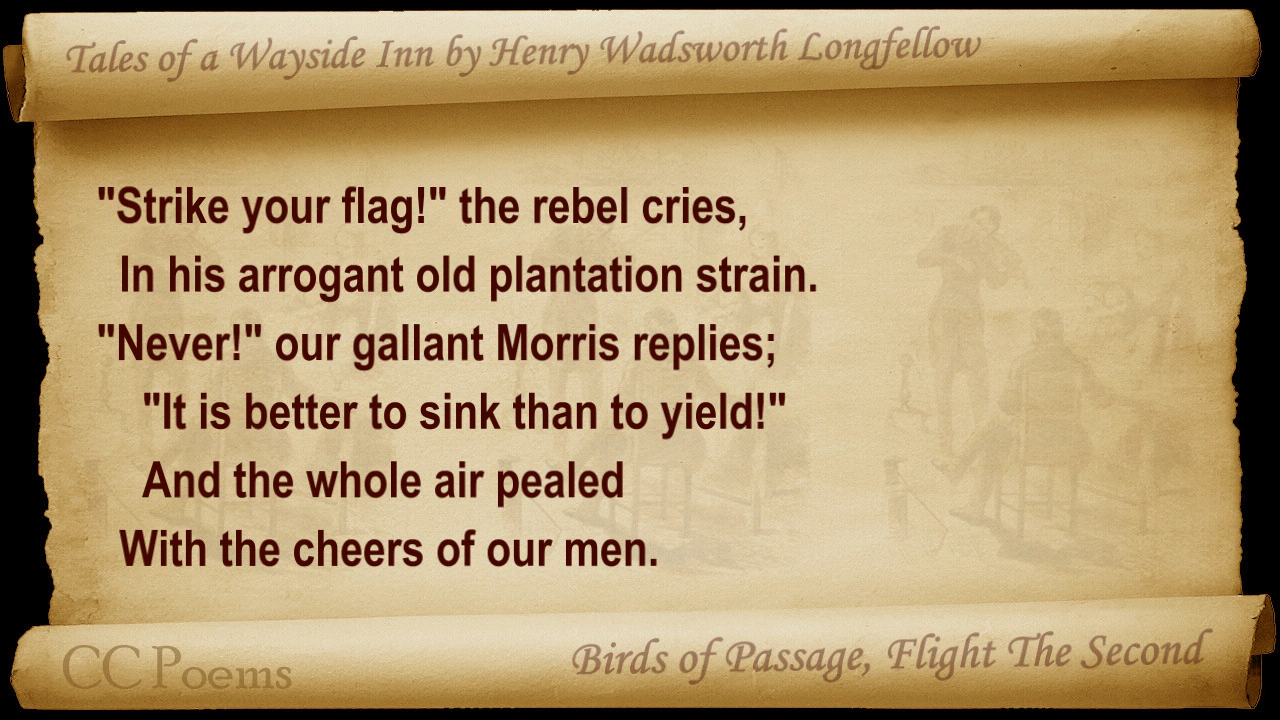 Tales of a Wayside Inn by Henry Wadsworth Longfellow
"Strike your flag!" the rebel cries,
In his arrogant old plantation strain.
"Never!" our gallant Morris replies;
"It is better to sink than to yield!"
And the whole air pealed
With the cheers of our men.
CC Poems
Birds of Passage, Flight The Second